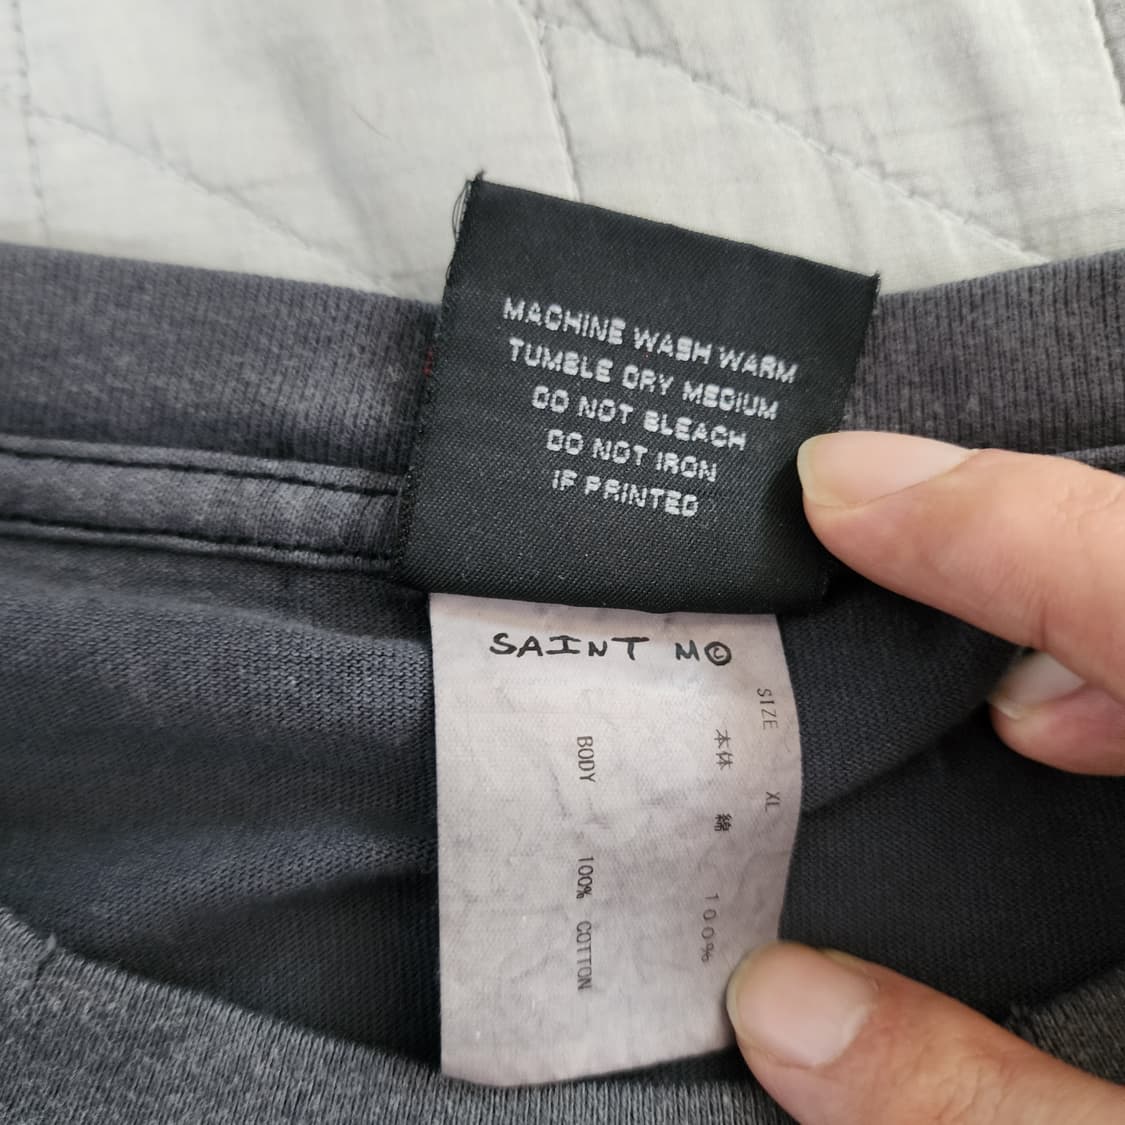 MACHINE WASH WARM
TUMBLE DRY MEDIUM
DO NOT BLEACH
DO NOT IRON
IF PRINTED
SAINT M©
SIZE XL
本体 綿 100%
BODY 100% COTTON